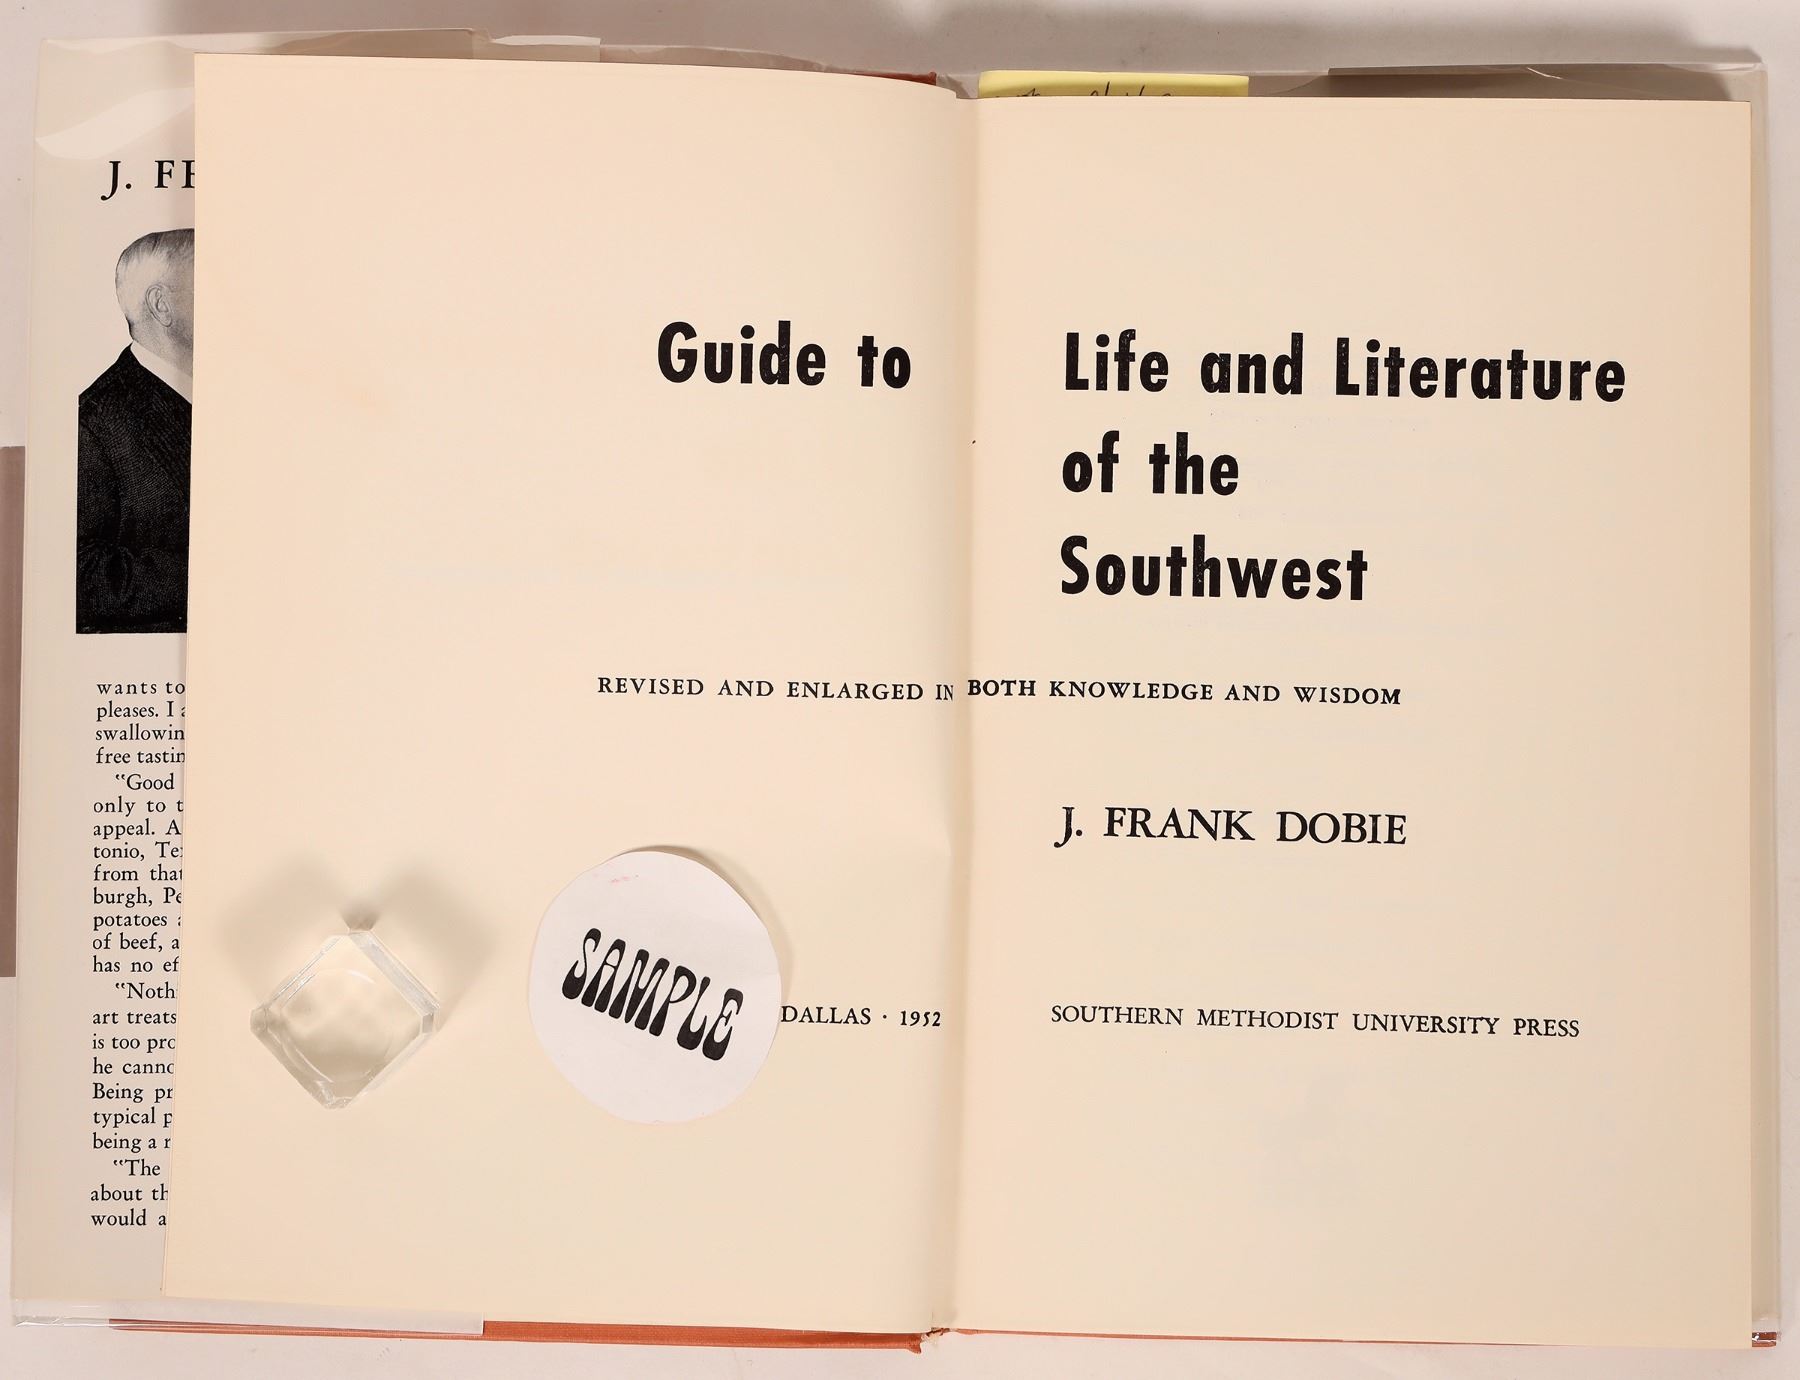 J.
wants to
pleases. I
swallowin
free tastin
"Good
only to t
appeal. A
tonio, Te
from that
burgh, Pe
potatoes
of beef, a
has no ef
"Noth
art treats
is too pro
he canno
Being pr
typical p
being a r
"The
about th
would a
Guide to Life and Literature
of the
Southwest
REVISED AND ENLARGED IN BOTH KNOWLEDGE AND WISDOM
J. FRANK DOBIE
SAMPLE
DALLAS · 1952 SOUTHERN METHODIST UNIVERSITY PRESS